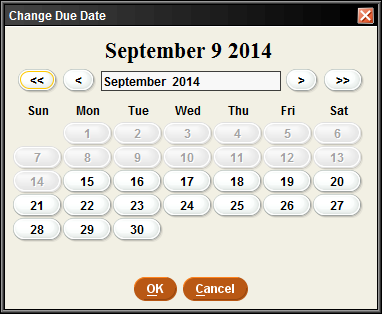 Change Due Date
September 9 2014
<< < September 2014 > >>
Sun Mon Tue Wed Thu Fri Sat
1 2 3 4 5 6
7 8 9 10 11 12 13
14 15 16 17 18 19 20
21 22 23 24 25 26 27
28 29 30
OK Cancel